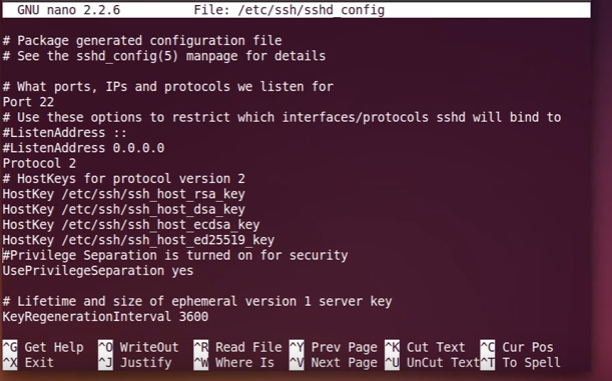 GNU nano 2.2.6 File: /etc/ssh/sshd_config
# Package generated configuration file
# See the sshd_config(5) manpage for details
# What ports, IPs and protocols we listen for
Port 22
# Use these options to restrict which interfaces/protocols sshd will bind to
#ListenAddress ::
#ListenAddress 0.0.0.0
Protocol 2
# HostKeys for protocol version 2
HostKey /etc/ssh/ssh_host_rsa_key
HostKey /etc/ssh/ssh_host_dsa_key
HostKey /etc/ssh/ssh_host_ecdsa_key
HostKey /etc/ssh/ssh_host_ed25519_key
#Privilege Separation is turned on for security
UsePrivilegeSeparation yes
# Lifetime and size of ephemeral version 1 server key
KeyRegenerationInterval 3600
^G Get Help ^O WriteOut ^R Read File ^Y Prev Page ^K Cut Text ^C Cur Pos
^X Exit ^J Justify ^W Where Is ^V Next Page ^U UnCut Text ^T To Spell